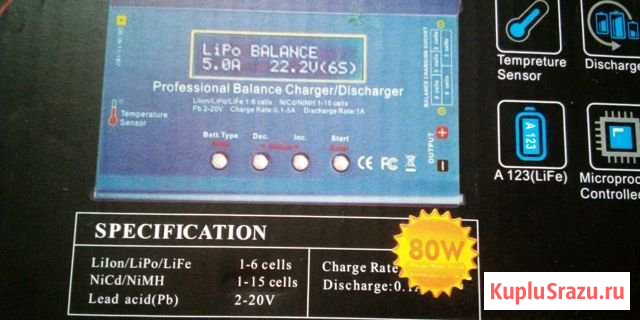 LiPo BALANCE
5.0A 22.2V(6S)
Professional Balance Charger/Discharger
LiIon/LiPo/LiFe 1-6 cells NiCd/NiMH 1-15 cells
Pb 2-20V Charge Rate:0.1-5A Discharge Rate:1A
Temperature
Sensor
Batt.Type
Dec.
Inc.
Start
OUTPUT
BALANCE CHARGING SOCKET
CE
Tempreture
Sensor
Discharge
A 123
A 123(LiFe)
Microproc
Controlle
SPECIFICATION
80W
LiIon/LiPo/LiFe 1-6 cells
NiCd/NiMH 1-15 cells
Lead acid(Pb) 2-20V
Charge Rate
Discharge:0.1
KupluSrazu.ru